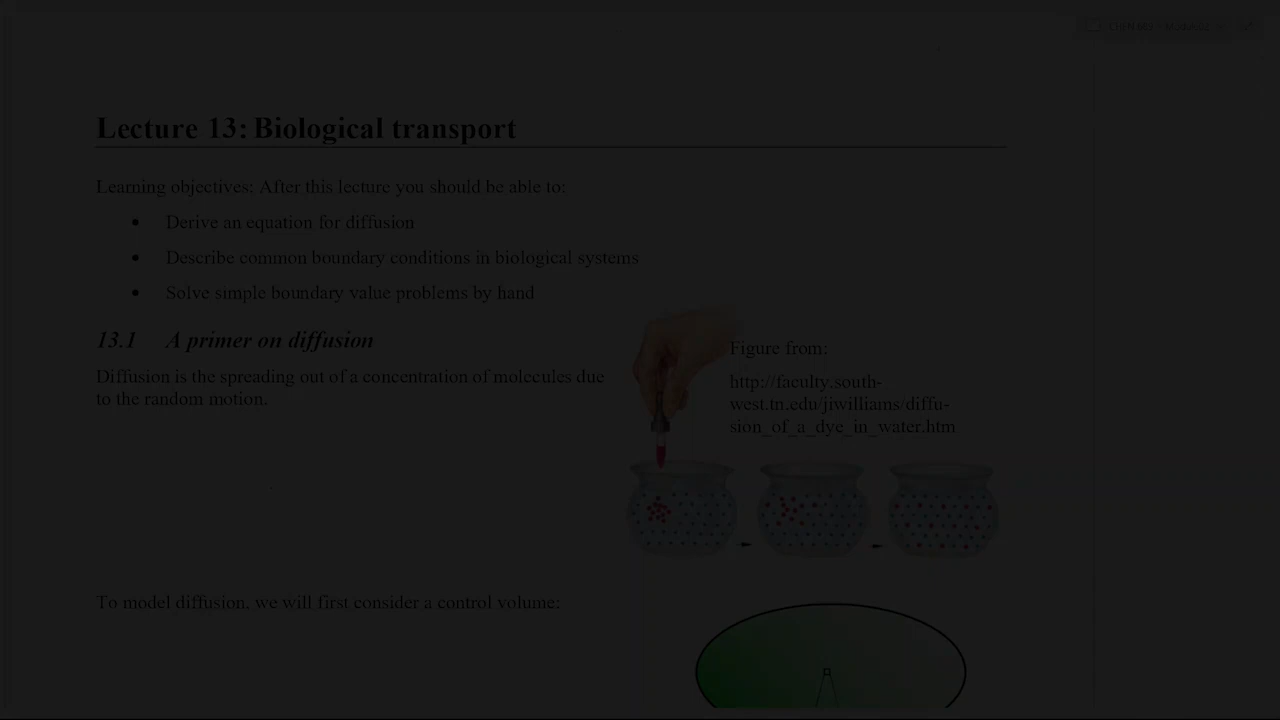 Lecture 13: Biological transport
Learning objectives: After this lecture you should be able to:
• Derive an equation for diffusion
• Describe common boundary conditions in biological systems
• Solve simple boundary value problems by hand
13.1 A primer on diffusion
Diffusion is the spreading out of a concentration of molecules due
to the random motion.
Figure from:
http://faculty.south-
west.tn.edu/jiwilliams/diffu-
sion_of_a_dye_in_water.htm
To model diffusion, we will first consider a control volume: